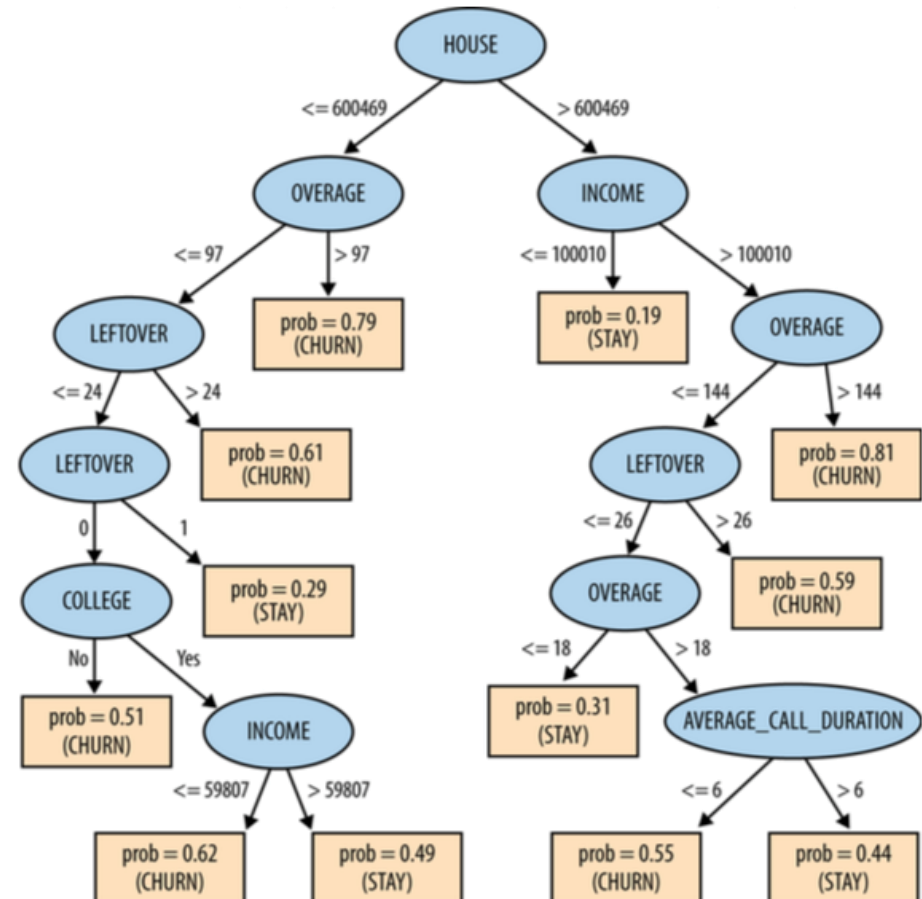 HOUSE
<= 600469
> 600469
OVERAGE
INCOME
<= 97
> 97
<= 100010
> 100010
LEFTOVER
prob = 0.79
(CHURN)
prob = 0.19
(STAY)
OVERAGE
<= 24
> 24
<= 144
> 144
LEFTOVER
prob = 0.61
(CHURN)
LEFTOVER
prob = 0.81
(CHURN)
0
1
<= 26
> 26
COLLEGE
prob = 0.29
(STAY)
OVERAGE
prob = 0.59
(CHURN)
No
Yes
<= 18
> 18
prob = 0.51
(CHURN)
INCOME
prob = 0.31
(STAY)
AVERAGE_CALL_DURATION
<= 59807
> 59807
<= 6
> 6
prob = 0.62
(CHURN)
prob = 0.49
(STAY)
prob = 0.55
(CHURN)
prob = 0.44
(STAY)